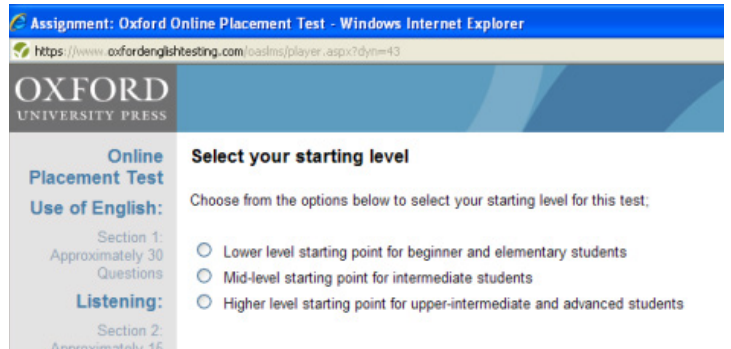 Assignment: Oxford Online Placement Test - Windows Internet Explorer
https://www.oxfordenglishtesting.com/oaslms/player.aspx?dyn=43
OXFORD
UNIVERSITY PRESS
Online
Placement Test
Use of English:
Section 1:
Approximately 30
Questions
Listening:
Section 2:
Approximately 15
Select your starting level
Choose from the options below to select your starting level for this test;
Lower level starting point for beginner and elementary students
Mid-level starting point for intermediate students
Higher level starting point for upper-intermediate and advanced students